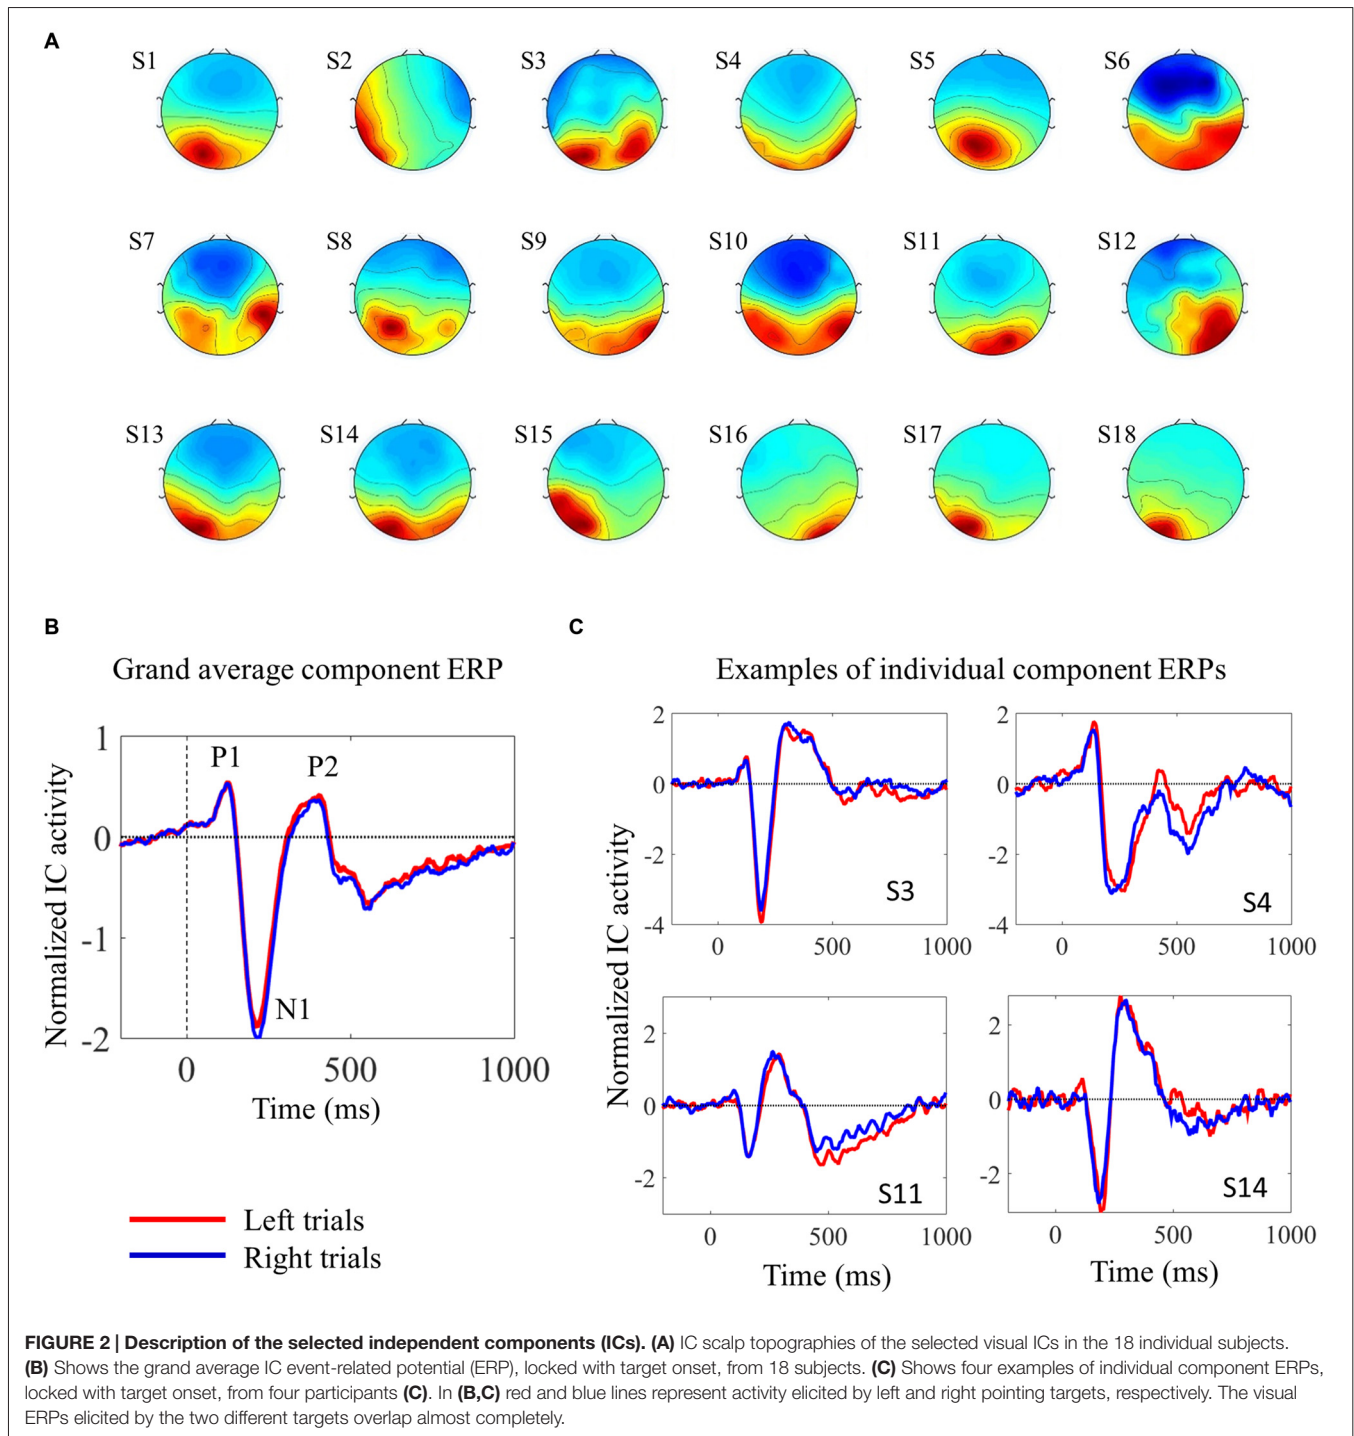 A
S1 S2 S3 S4 S5 S6
S7 S8 S9 S10 S11 S12
S13 S14 S15 S16 S17 S18
B
Grand average component ERP
Normalized IC activity
1
0
-1
-2
P1
P2
N1
0 500 1000
Time (ms)
Left trials
Right trials
C
Examples of individual component ERPs
Normalized IC activity
2
0
-2
-4
S3
0 500 1000
2
0
-2
-4
S4
0 500 1000
2
0
-2
S11
0 500 1000
Time (ms)
2
0
-2
S14
0 500 1000
Time (ms)
FIGURE 2 | Description of the selected independent components (ICs). (A) IC scalp topographies of the selected visual ICs in the 18 individual subjects.
(B) Shows the grand average IC event-related potential (ERP), locked with target onset, from 18 subjects. (C) Shows four examples of individual component ERPs,
locked with target onset, from four participants (C). In (B,C) red and blue lines represent activity elicited by left and right pointing targets, respectively. The visual
ERPs elicited by the two different targets overlap almost completely.